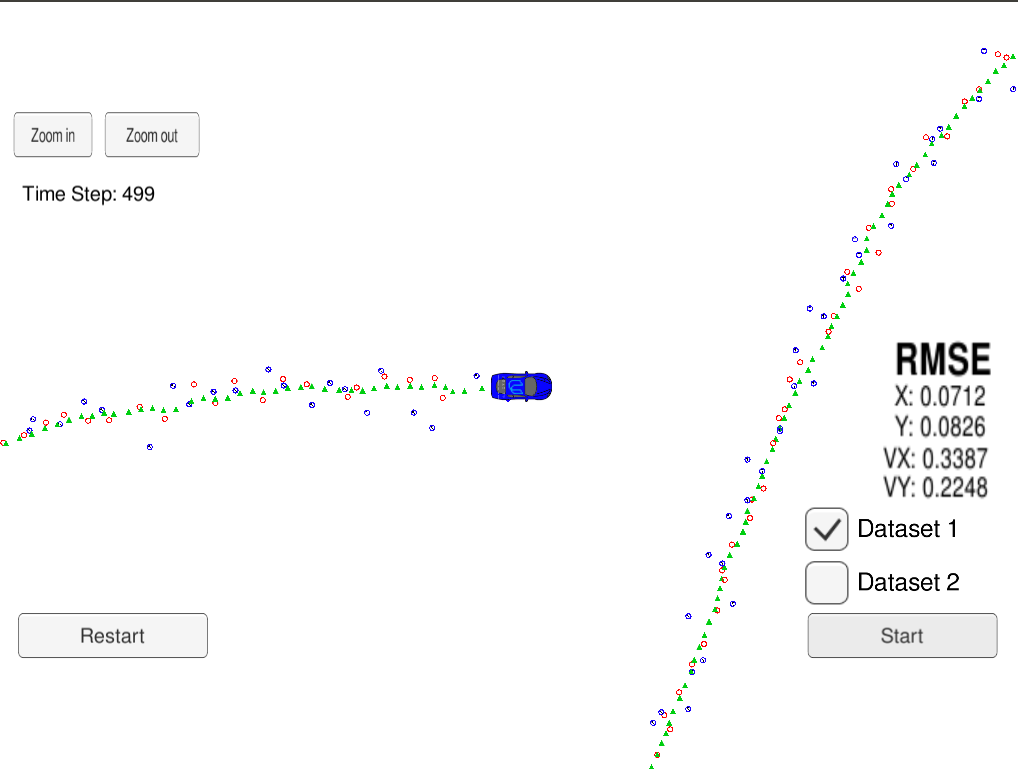 Zoom in
Zoom out
Time Step: 499
RMSE
X: 0.0712
Y: 0.0826
VX: 0.3387
VY: 0.2248
Dataset 1
Dataset 2
Restart
Start